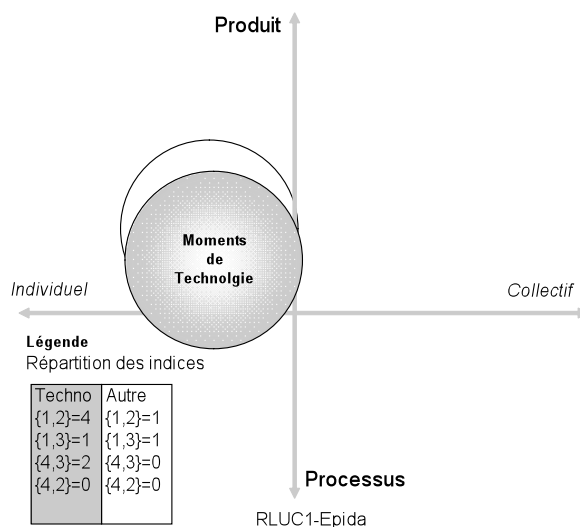 Produit
Moments
de
Technolgie
Individuel
Collectif
Légende
Répartition des indices
Techno Autre
{1,2}=4 {1,2}=1
{1,3}=1 {1,3}=1
{4,3}=2 {4,3}=0
{4,2}=0 {4,2}=0
Processus
RLUC1-Epida